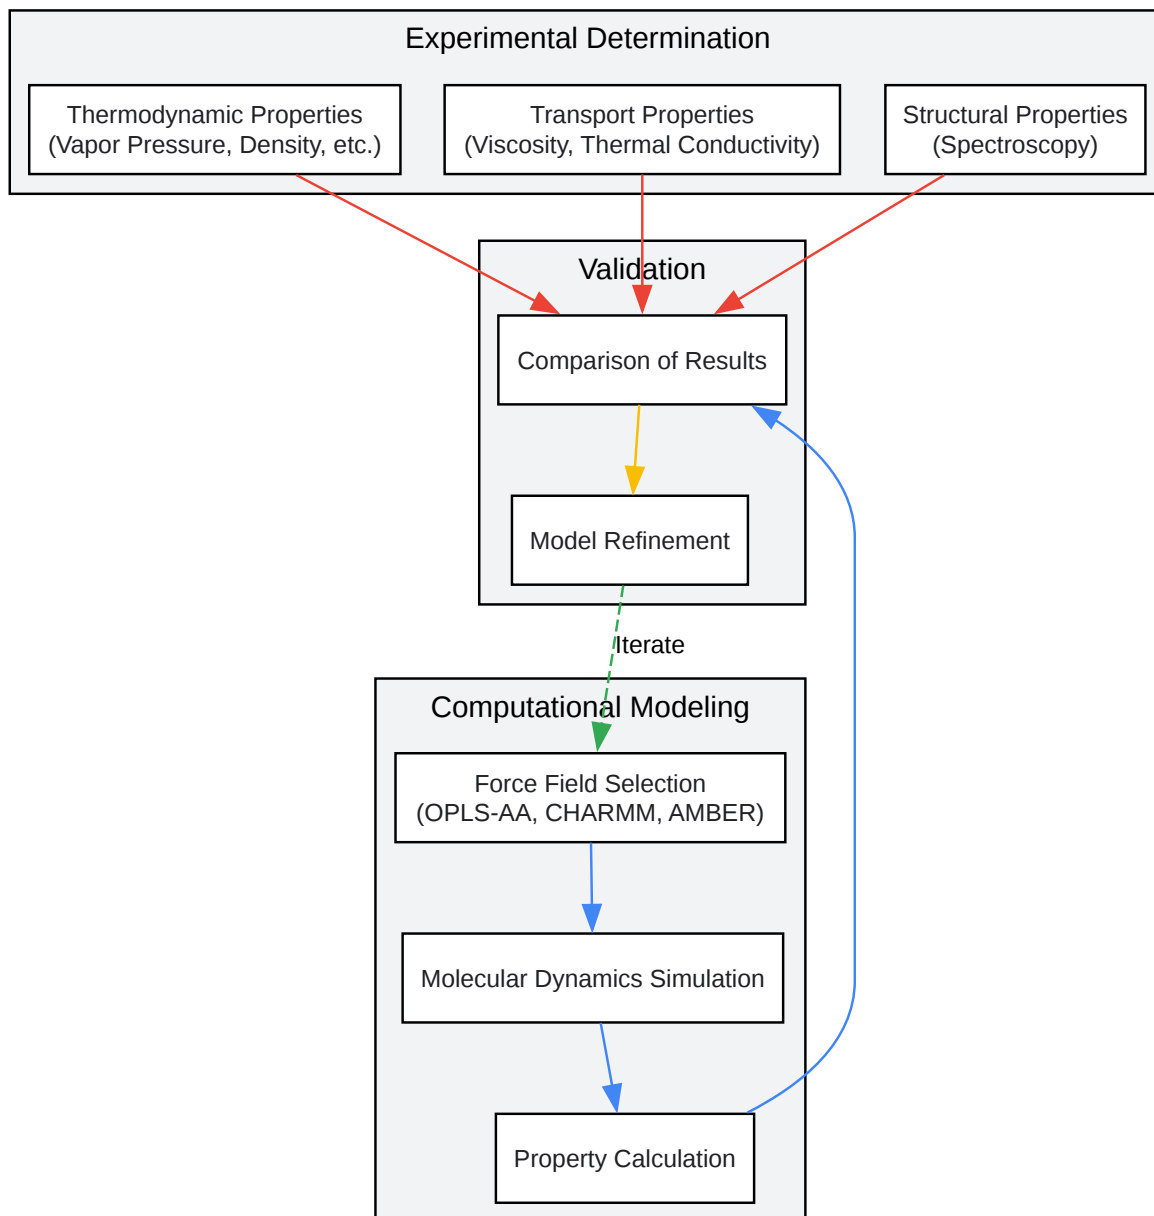 Experimental Determination
Thermodynamic Properties
(Vapor Pressure, Density, etc.)
Transport Properties
(Viscosity, Thermal Conductivity)
Structural Properties
(Spectroscopy)
Validation
Comparison of Results
Model Refinement
Iterate
Computational Modeling
Force Field Selection
(OPLS-AA, CHARMM, AMBER)
Molecular Dynamics Simulation
Property Calculation